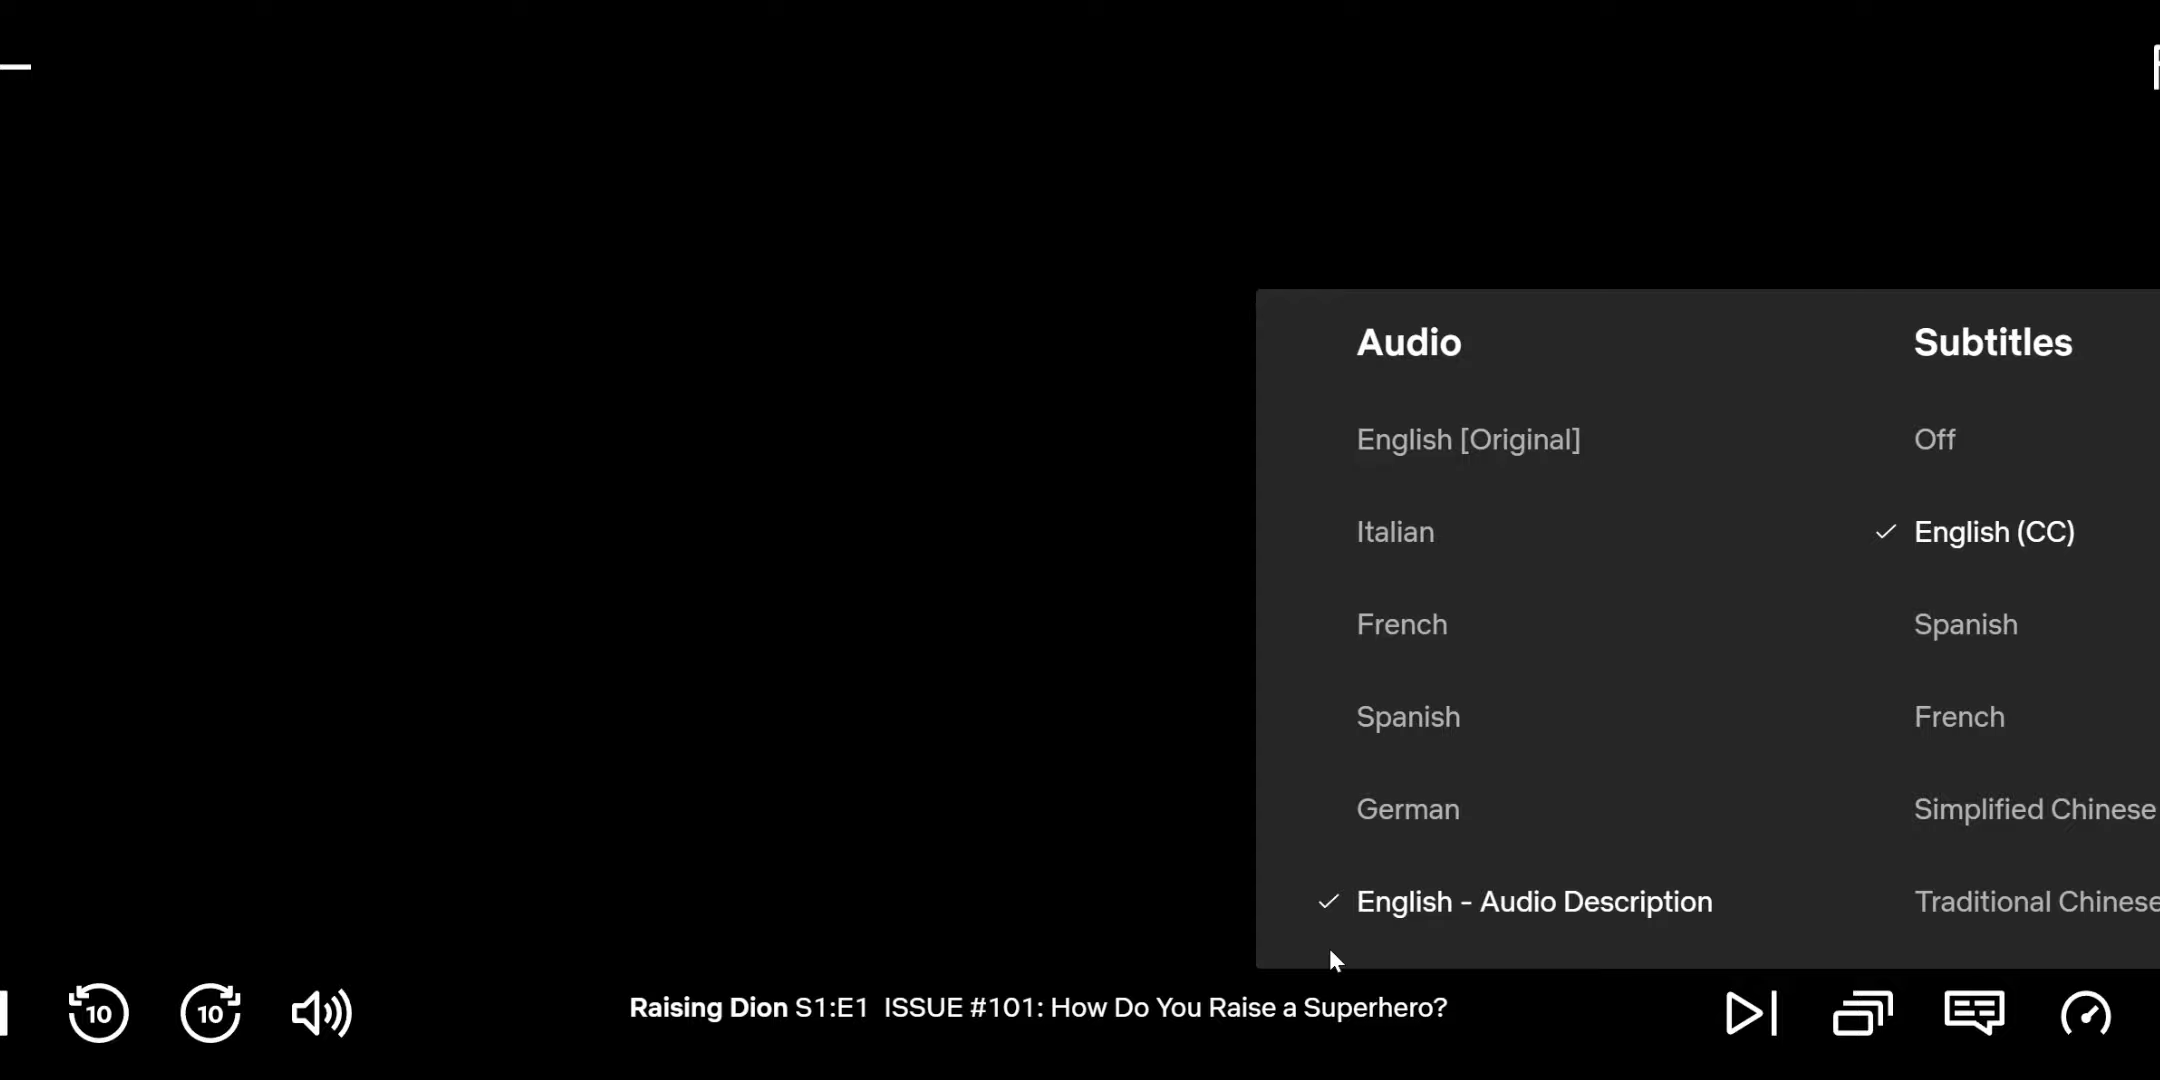 Audio
English [Original]
Italian
French
Spanish
German
English - Audio Description
Subtitles
Off
English (CC)
Spanish
French
Simplified Chinese
Traditional Chinese
10
10
Raising Dion S1:E1 ISSUE #101: How Do You Raise a Superhero?